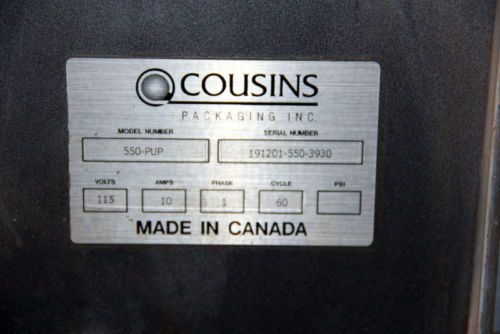 COUSINS
PACKAGING INC.
MODEL NUMBER SERIAL NUMBER
550-PUP 191201-550-3930
VOLTS AMPS PHASE CYCLE PSI
115 10 1 60
MADE IN CANADA